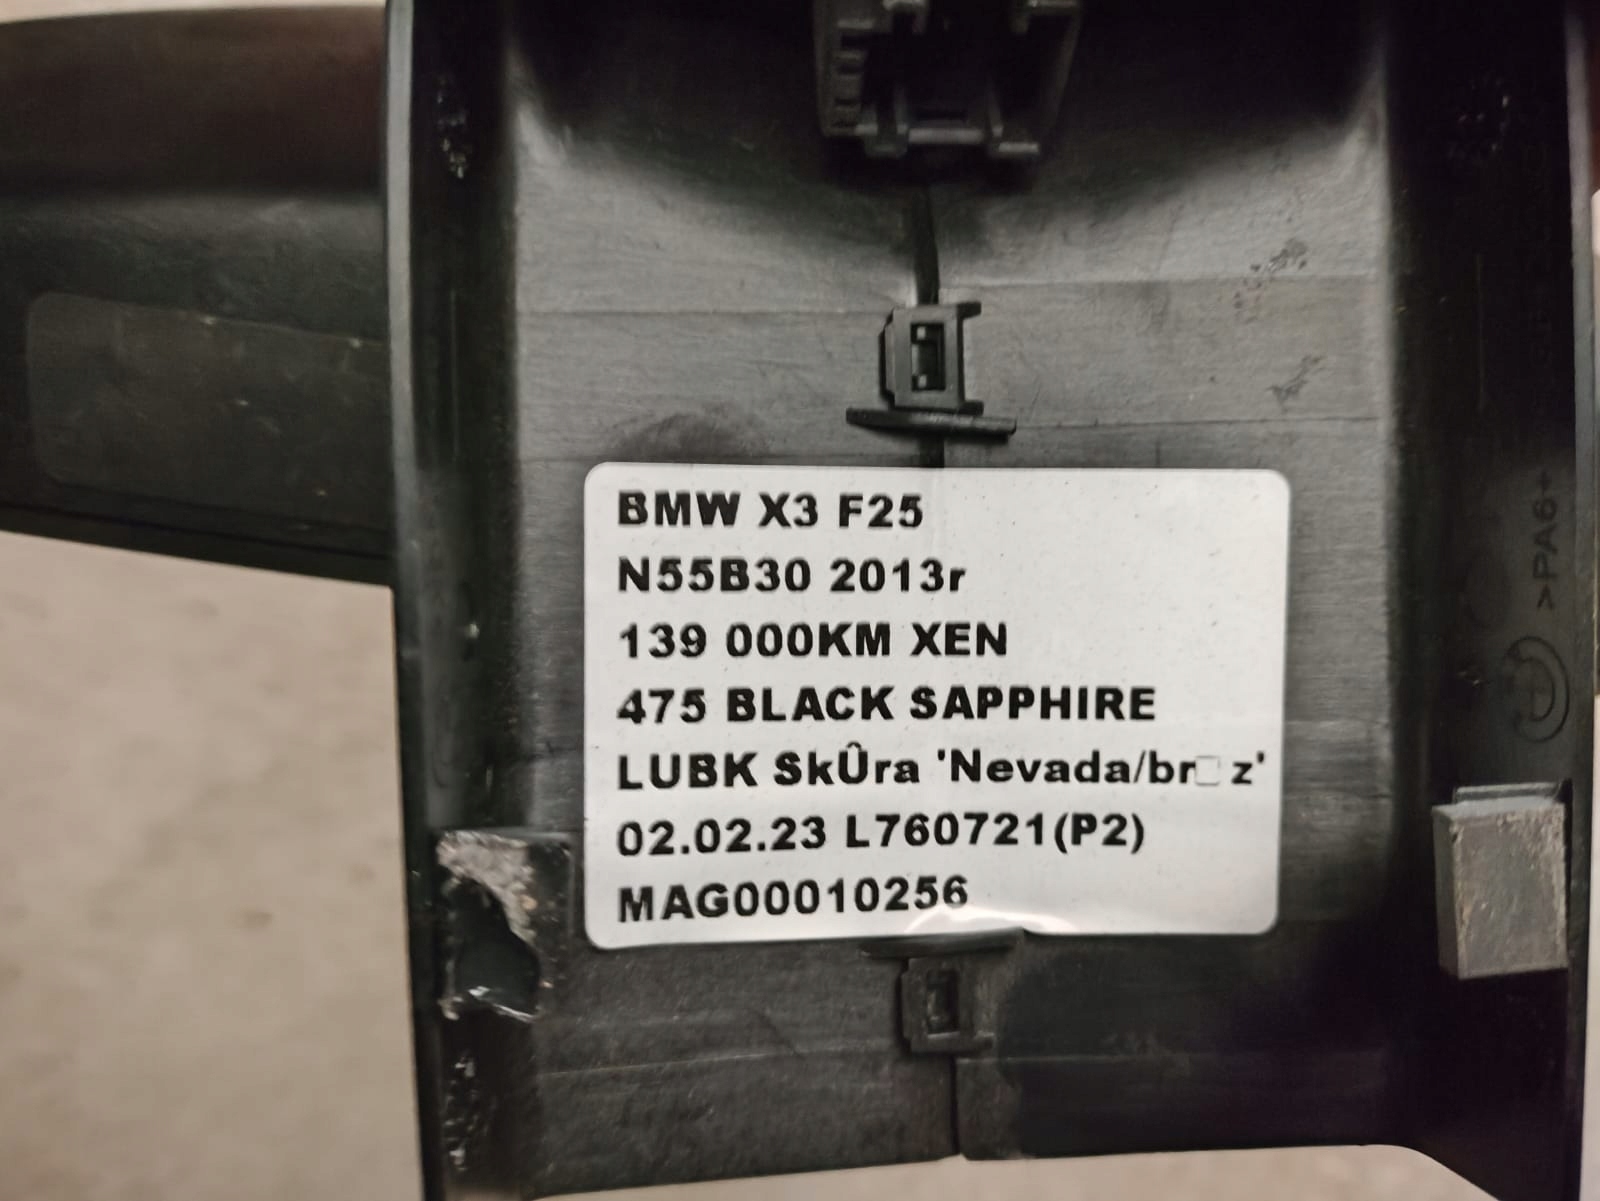 BMW X3 F25
N55B30 2013r
139 000KM XEN
475 BLACK SAPPHIRE
LUBK SkÛra 'Nevada/br□z'
02.02.23 L760721(P2)
MAG00010256
>PA6+